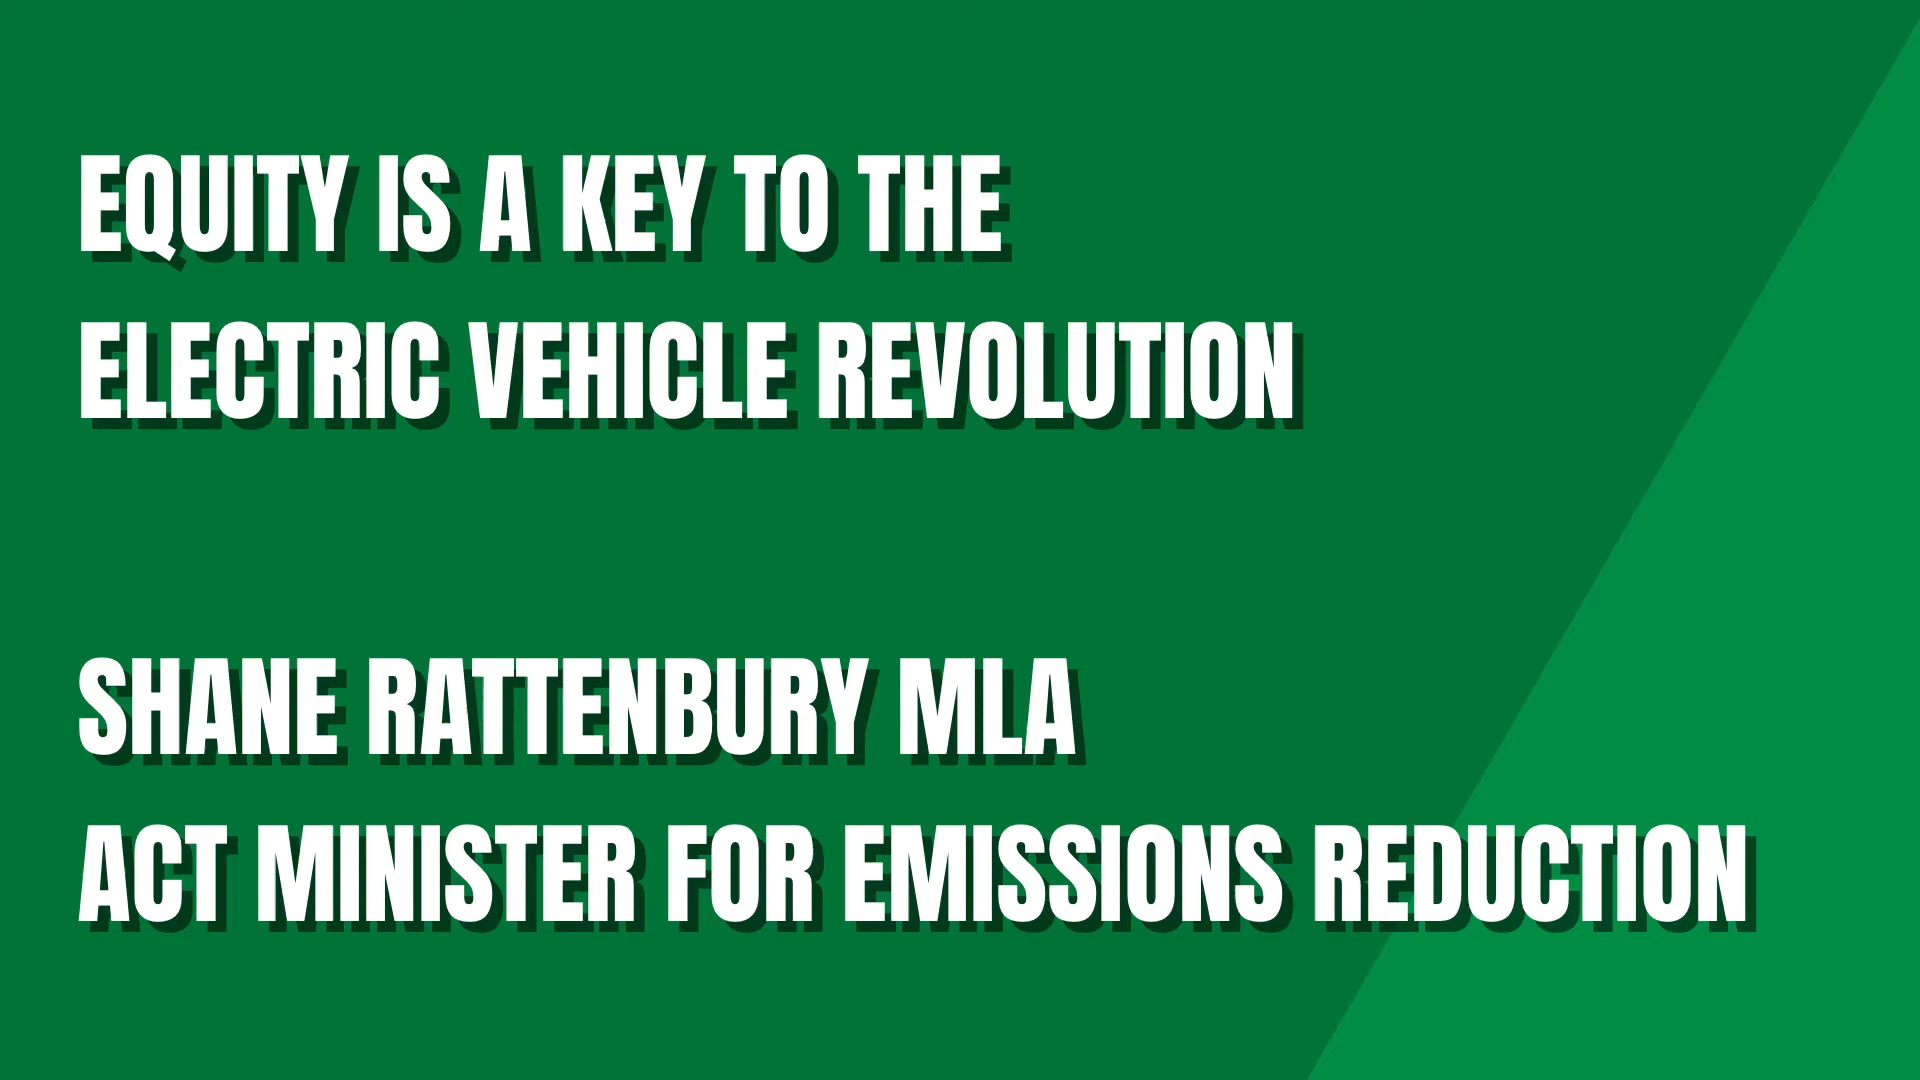 EQUITY IS A KEY TO THE
ELECTRIC VEHICLE REVOLUTION
SHANE RATTENBURY MLA
ACT MINISTER FOR EMISSIONS REDUCTION